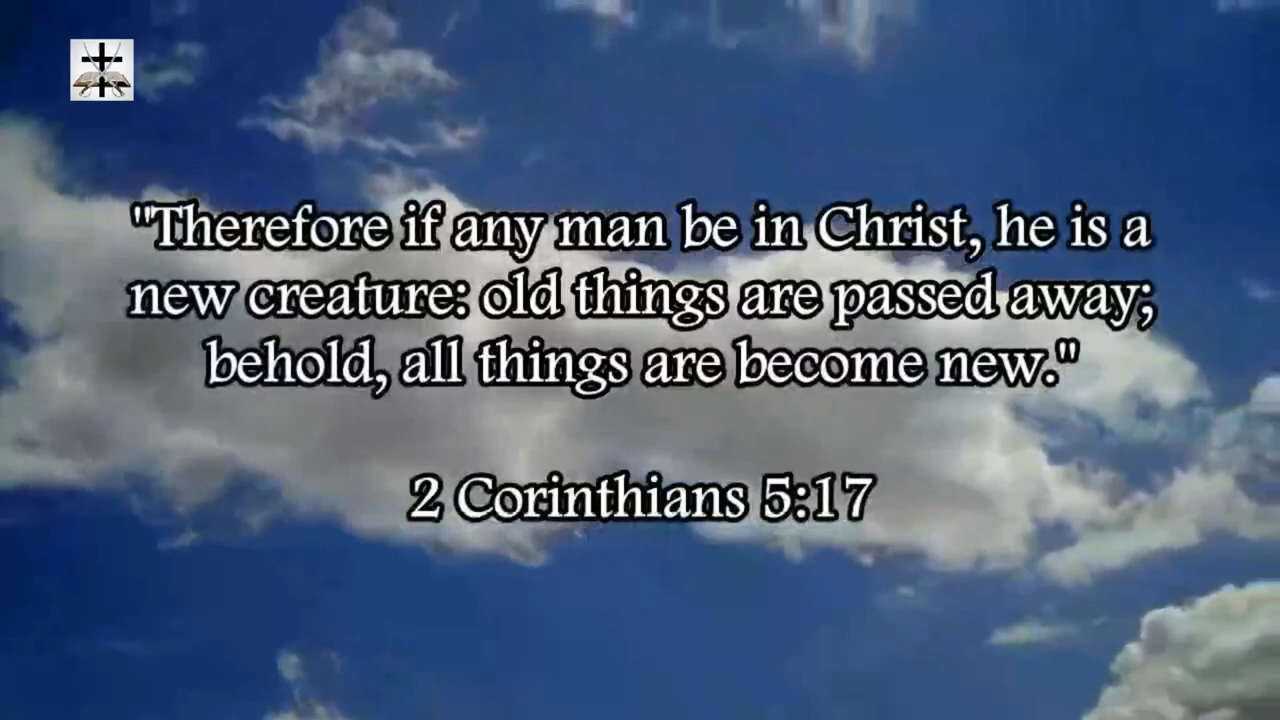 "Therefore if any man be in Christ, he is a
new creature: old things are passed away;
behold, all things are become new."
2 Corinthians 5:17